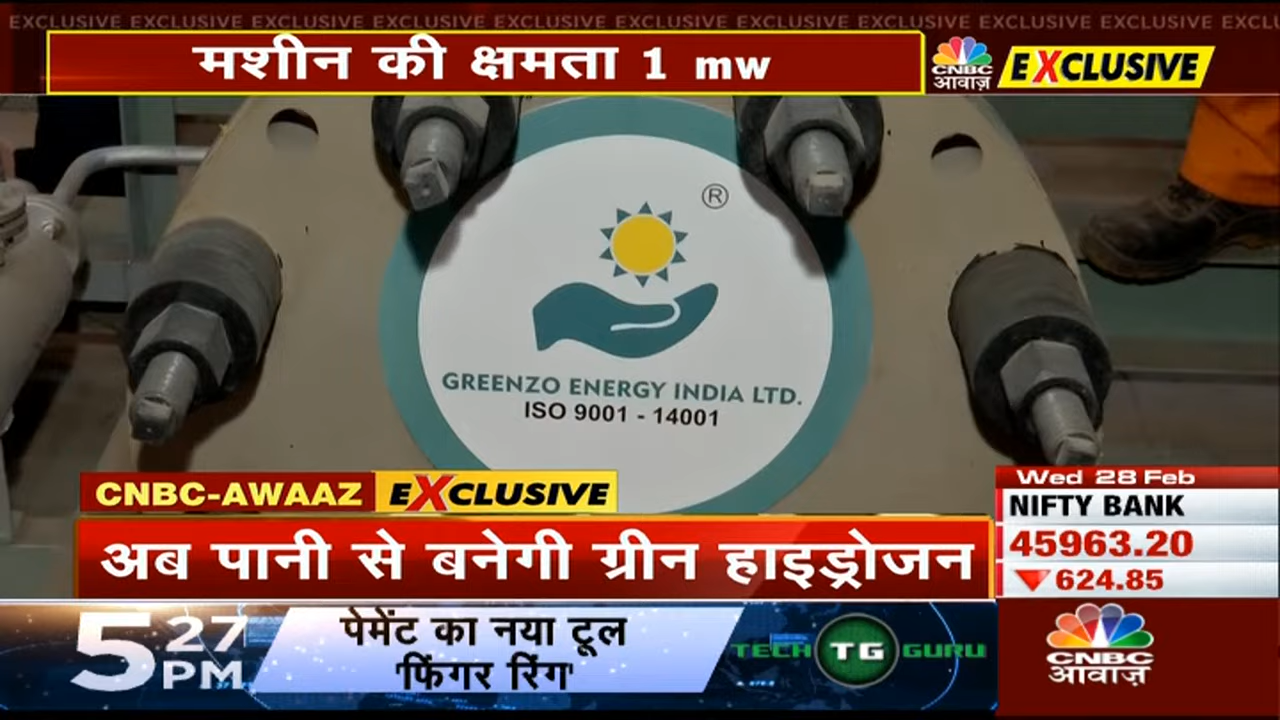 EXCLUSIVE EXCLUSIVE EXCLUSIVE EXCLUSIVE EXCLUSIVE EXCLUSIVE EXCLUSIVE EXCLUSIVE EXCLUSIVE EXCLUSIVE EXCLUSIVE
मशीन की क्षमता 1 mw
CNBC
आवाज़
EXCLUSIVE
®
GREENZO ENERGY INDIA LTD.
ISO 9001 - 14001
CNBC-AWAAZ EXCLUSIVE
अब पानी से बनेगी ग्रीन हाइड्रोजन
Wed 28 Feb
NIFTY BANK
45963.20
624.85
5 27 PM
पेमेंट का नया टूल
'फिंगर रिंग'
TECH TG GURU
CNBC
आवाज़